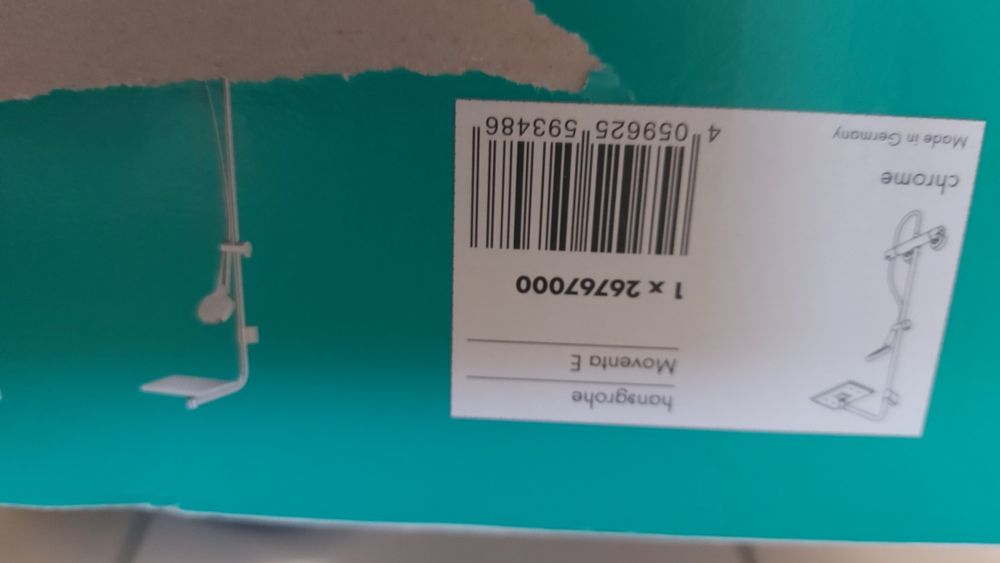 hansgrohe
Moventa E
1 x 26767000
4 059625 593486
chrome
Made in Germany